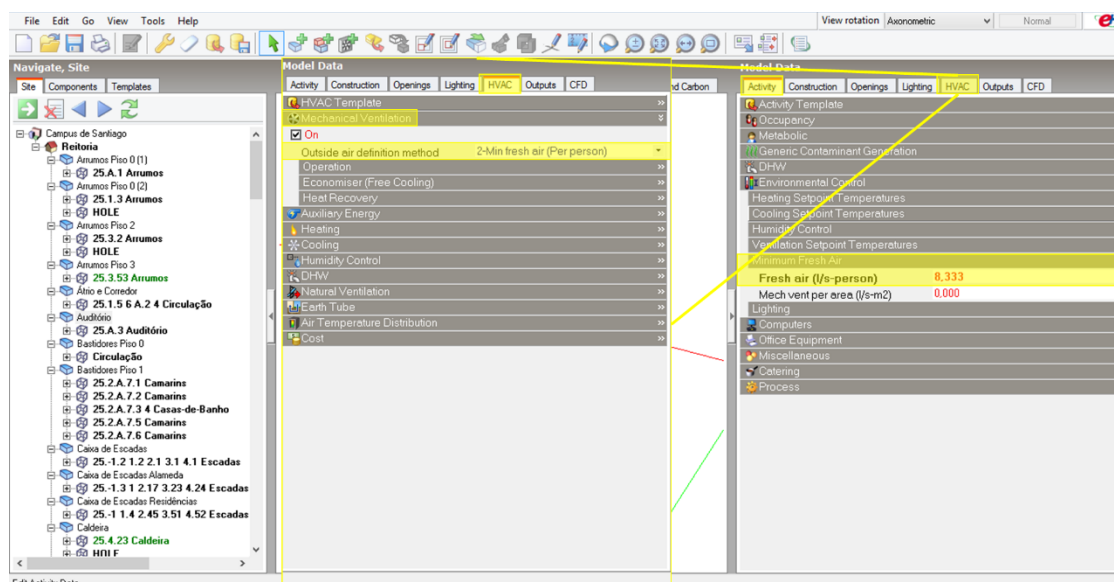 File Edit Go View Tools Help
View rotation Axonometric Normal
Navigate, Site
Site Components Templates
Campus de Santiago
Reitoria
Arrumos Piso 0 (1)
25.A.1 Arrumos
Arrumos Piso 0 (2)
25.1.3 Arrumos
HOLE
Arrumos Piso 2
25.3.2 Arrumos
HOLE
Arrumos Piso 3
25.3.53 Arrumos
Átrio e Corredor
25.1.5 6 A.2 4 Circulação
Auditório
25.A.3 Auditório
Bastidores Piso 0
Circulação
Bastidores Piso 1
25.2.A.7.1 Camarins
25.2.A.7.2 Camarins
25.2.A.7.3 4 Casas-de-Banho
25.2.A.7.5 Camarins
25.2.A.7.6 Camarins
Caixa de Escadas
25.-1.2 1.2 2.1 3.1 4.1 Escadas
Caixa de Escadas Alameda
25.-1.3 1 2.17 3.23 4.24 Escadas
Caixa de Escadas Residências
25.-1 1.4 2.45 3.51 4.52 Escadas
Caldeira
25.4.23 Caldeira
HOLE
Edit Activity Data
Model Data
Activity Construction Openings Lighting HVAC Outputs CFD
HVAC Template
Mechanical Ventilation
On
Outside air definition method 2-Min fresh air (Per person)
Operation
Economiser (Free Cooling)
Heat Recovery
Auxiliary Energy
Heating
Cooling
Humidity Control
DHW
Natural Ventilation
Earth Tube
Air Temperature Distribution
Cost
nd Carbon
Model Data
Activity Construction Openings Lighting HVAC Outputs CFD
Activity Template
Occupancy
Metabolic
Generic Contaminant Generation
DHW
Environmental Control
Heating Setpoint Temperatures
Cooling Setpoint Temperatures
Humidity Control
Ventilation Setpoint Temperatures
Minimum Fresh Air
Fresh air (l/s-person) 8,333
Mech vent per area (l/s-m2) 0,000
Lighting
Computers
Office Equipment
Miscellaneous
Catering
Process